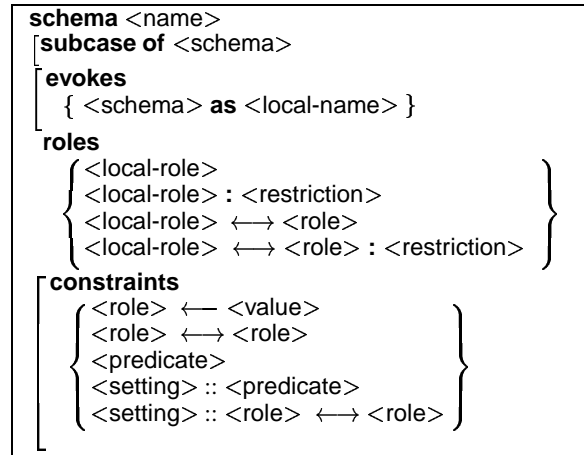 schema <name>
[subcase of <schema>
[evokes
{ <schema> as <local-name> }
roles
<local-role>
<local-role> : <restriction>
<local-role> ⟷ <role>
<local-role> ⟷ <role> : <restriction>
[constraints
<role> ⟵ <value>
<role> ⟷ <role>
<predicate>
<setting> :: <predicate>
<setting> :: <role> ⟷ <role>